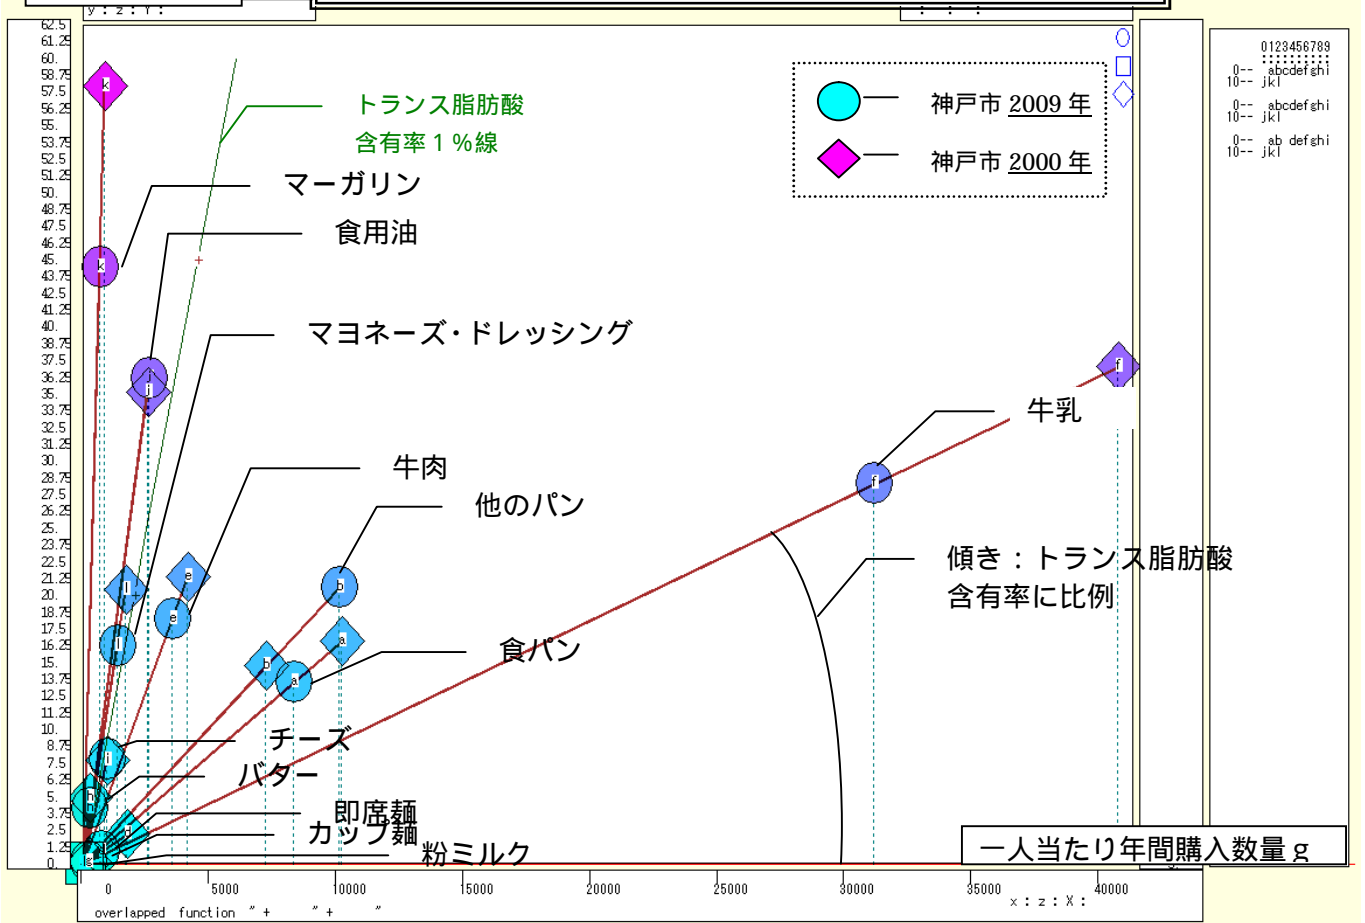 y : z : Y :
: : :
62.5
61.25
60.
58.75
57.5
56.25
55.
53.75
52.5
51.25
50.
48.75
47.5
46.25
45.
43.75
42.5
41.25
40.
38.75
37.5
36.25
35.
33.75
32.5
31.25
30.
28.75
27.5
26.25
25.
23.75
22.5
21.25
20.
18.75
17.5
16.25
15.
13.75
12.5
11.25
10.
8.75
7.5
6.25
5.
3.75
2.5
1.25
0.
トランス脂肪酸
含有率1%線
マーガリン
食用油
マヨネーズ・ドレッシング
牛肉
他のパン
食パン
チーズ
バター
即席麺
カップ麺
粉ミルク
牛乳
傾き:トランス脂肪酸
含有率に比例
神戸市 2009 年
神戸市 2000 年
k
k
j
j
l
l
e
e
b
b
a
a
f
f
i
h
d
g
一人当たり年間購入数量g
0 5000 10000 15000 20000 25000 30000 35000 40000
x : z : X :
overlapped function " + " + "
0123456789
0-- abcdefghi
10-- jkl
0-- abcdefghi
10-- jkl
0-- ab defghi
10-- jkl